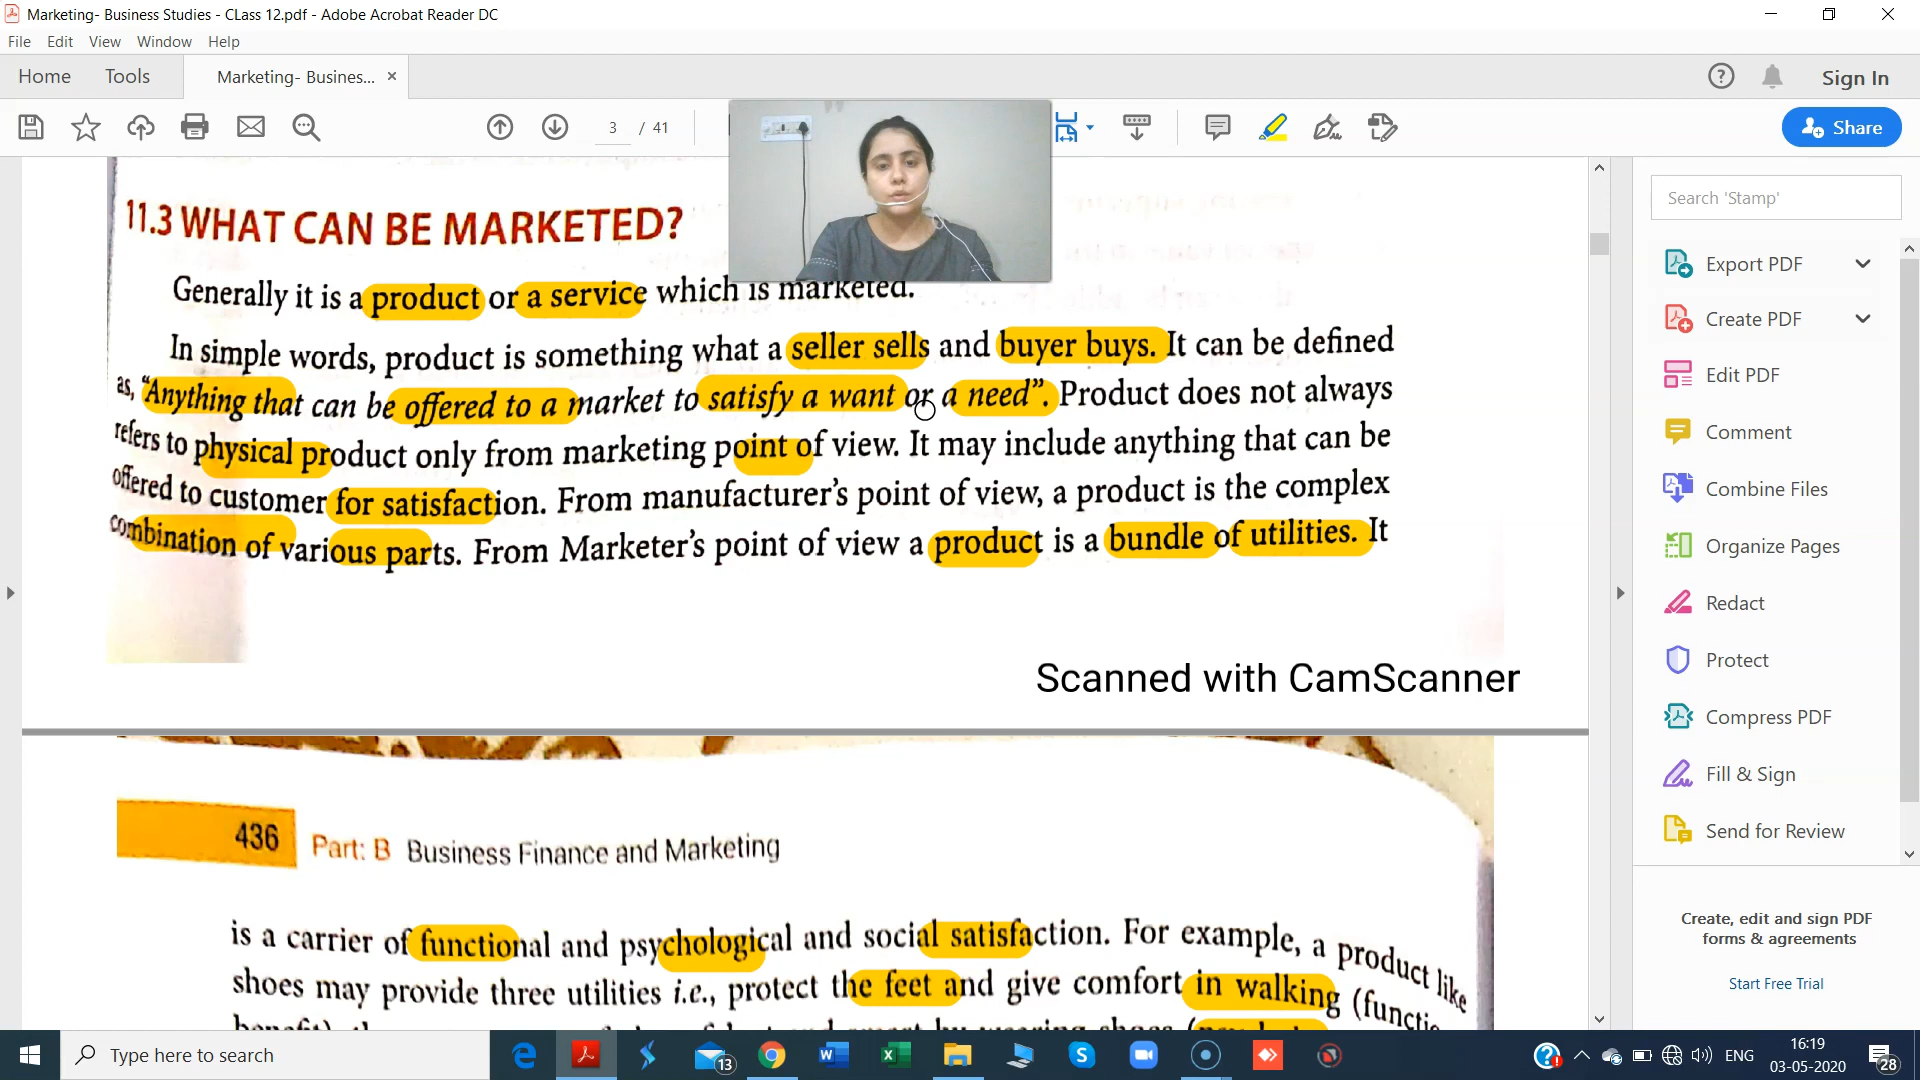 Marketing- Business Studies - CLass 12.pdf - Adobe Acrobat Reader DC
File Edit View Window Help
Home Tools Marketing- Busines... × Sign In
3 / 41 Share
11.3 WHAT CAN BE MARKETED?
Generally it is a product or a service which is marketed.
In simple words, product is something what a seller sells and buyer buys. It can be defined
as, "Anything that can be offered to a market to satisfy a want or a need". Product does not always
refers to physical product only from marketing point of view. It may include anything that can be
offered to customer for satisfaction. From manufacturer's point of view, a product is the complex
combination of various parts. From Marketer's point of view a product is a bundle of utilities. It
Scanned with CamScanner
436 Part: B Business Finance and Marketing
is a carrier of functional and psychological and social satisfaction. For example, a product like
shoes may provide three utilities i.e., protect the feet and give comfort in walking
Search 'Stamp'
Export PDF
Create PDF
Edit PDF
Comment
Combine Files
Organize Pages
Redact
Protect
Compress PDF
Fill & Sign
Send for Review
Create, edit and sign PDF
forms & agreements
Start Free Trial
Type here to search
13
ENG
16:19
03-05-2020
28